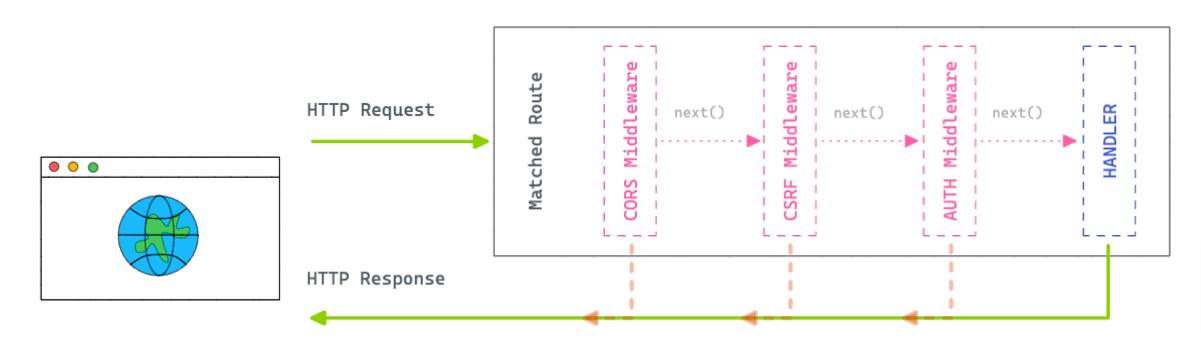 HTTP Request
Matched Route
CORS Middleware
next()
CSRF Middleware
next()
AUTH Middleware
next()
HANDLER
HTTP Response